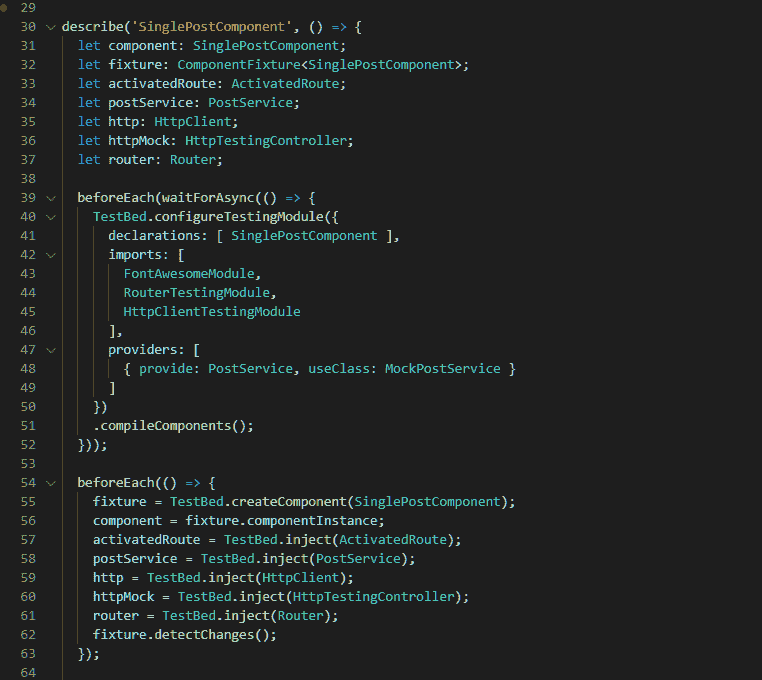 29
30 describe('SinglePostComponent', () => {
31 let component: SinglePostComponent;
32 let fixture: ComponentFixture<SinglePostComponent>;
33 let activatedRoute: ActivatedRoute;
34 let postService: PostService;
35 let http: HttpClient;
36 let httpMock: HttpTestingController;
37 let router: Router;
38
39 beforeEach(waitForAsync(() => {
40 TestBed.configureTestingModule({
41 declarations: [ SinglePostComponent ],
42 imports: [
43 FontAwesomeModule,
44 RouterTestingModule,
45 HttpClientTestingModule
46 ],
47 providers: [
48 { provide: PostService, useClass: MockPostService }
49 ]
50 })
51 .compileComponents();
52 }));
53
54 beforeEach(() => {
55 fixture = TestBed.createComponent(SinglePostComponent);
56 component = fixture.componentInstance;
57 activatedRoute = TestBed.inject(ActivatedRoute);
58 postService = TestBed.inject(PostService);
59 http = TestBed.inject(HttpClient);
60 httpMock = TestBed.inject(HttpTestingController);
61 router = TestBed.inject(Router);
62 fixture.detectChanges();
63 });
64